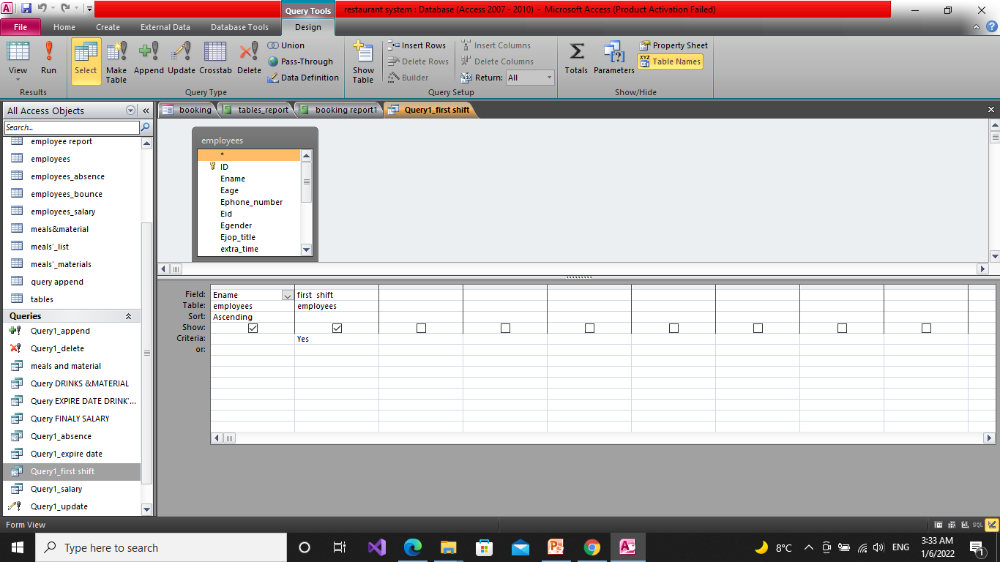 Query Tools
restaurant system : Database (Access 2007 - 2010) - Microsoft Access (Product Activation Failed)
File Home Create External Data Database Tools Design
View
Run
Select
Make Table
Append
Update
Crosstab
Delete
Union
Pass-Through
Data Definition
Show Table
Insert Rows
Delete Rows
Builder
Insert Columns
Delete Columns
Return: All
Totals
Parameters
Property Sheet
XYZ
Table Names
Results Query Type Query Setup Show/Hide
All Access Objects
booking tables_report booking report1 Query1_first shift
Search...
employee report
employees
employees_absence
employees_bounce
employees_salary
meals&material
meals'_list
meals'_materials
query append
tables
Queries
Query1_append
Query1_delete
meals and material
Query DRINKS &MATERIAL
Query EXPIRE DATE DRINK'...
Query FINALY SALARY
Query1_absence
Query1_expire date
Query1_first shift
Query1_salary
Query1_update
employees
*
ID
Ename
Eage
Ephone_number
Eid
Egender
Ejop_title
extra_time
Field: Ename first shift
Table: employees employees
Sort: Ascending
Show:
Criteria: Yes
or:
Form View
SQL
Type here to search
8°C
ENG
3:33 AM
1/6/2022
1